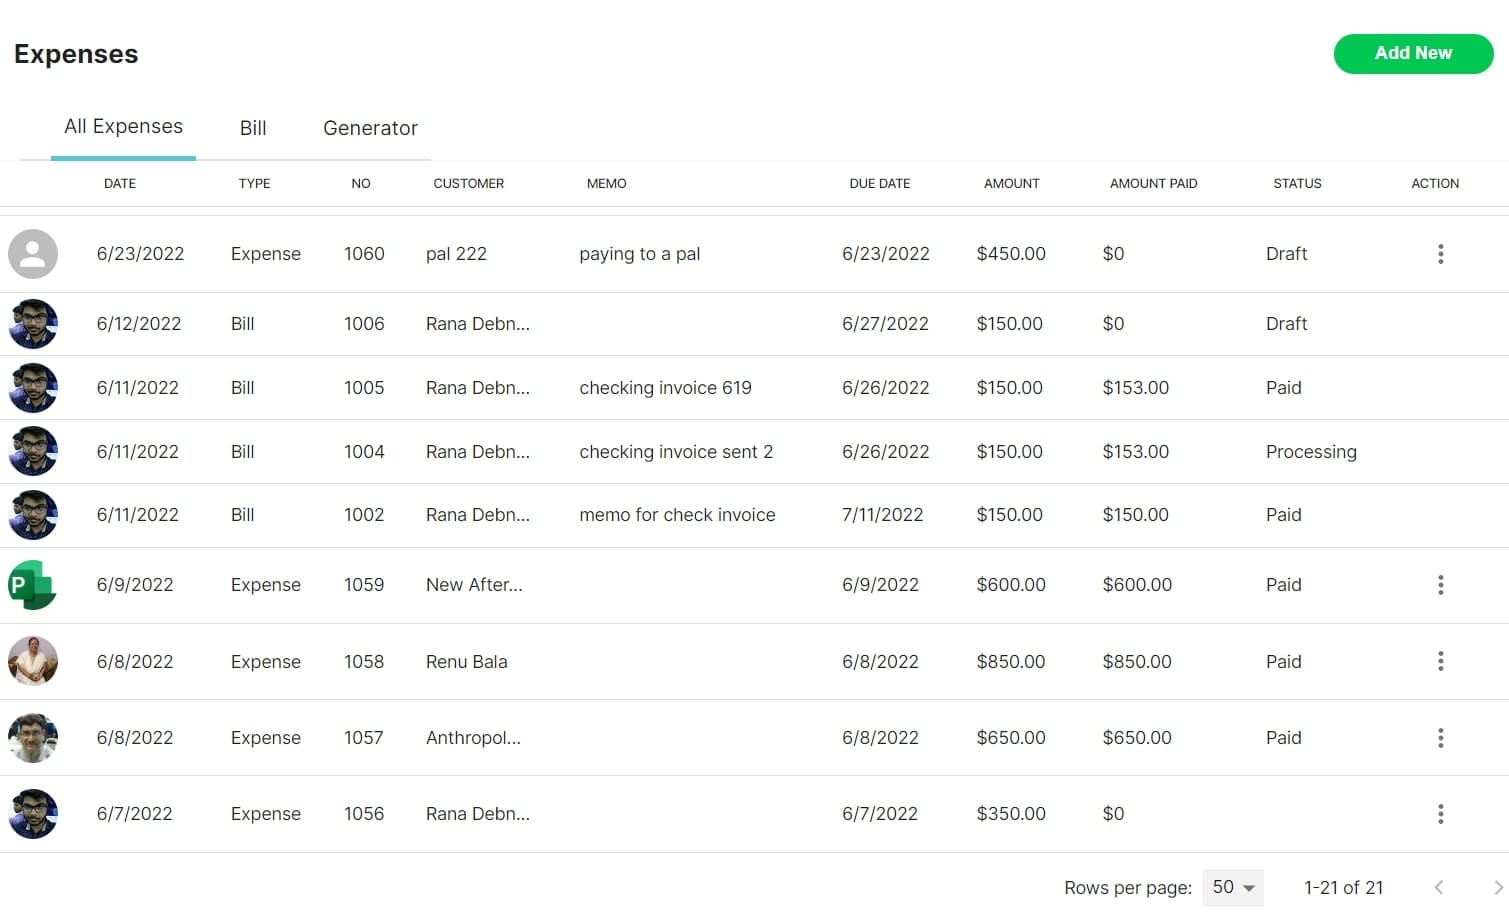 Expenses
Add New
All Expenses Bill Generator
DATE TYPE NO CUSTOMER MEMO DUE DATE AMOUNT AMOUNT PAID STATUS ACTION
6/23/2022 Expense 1060 pal 222 paying to a pal 6/23/2022 $450.00 $0 Draft
6/12/2022 Bill 1006 Rana Debn... 6/27/2022 $150.00 $0 Draft
6/11/2022 Bill 1005 Rana Debn... checking invoice 619 6/26/2022 $150.00 $153.00 Paid
6/11/2022 Bill 1004 Rana Debn... checking invoice sent 2 6/26/2022 $150.00 $153.00 Processing
6/11/2022 Bill 1002 Rana Debn... memo for check invoice 7/11/2022 $150.00 $150.00 Paid
P 6/9/2022 Expense 1059 New After... 6/9/2022 $600.00 $600.00 Paid
6/8/2022 Expense 1058 Renu Bala 6/8/2022 $850.00 $850.00 Paid
6/8/2022 Expense 1057 Anthropol... 6/8/2022 $650.00 $650.00 Paid
6/7/2022 Expense 1056 Rana Debn... 6/7/2022 $350.00 $0
Rows per page: 50 1-21 of 21